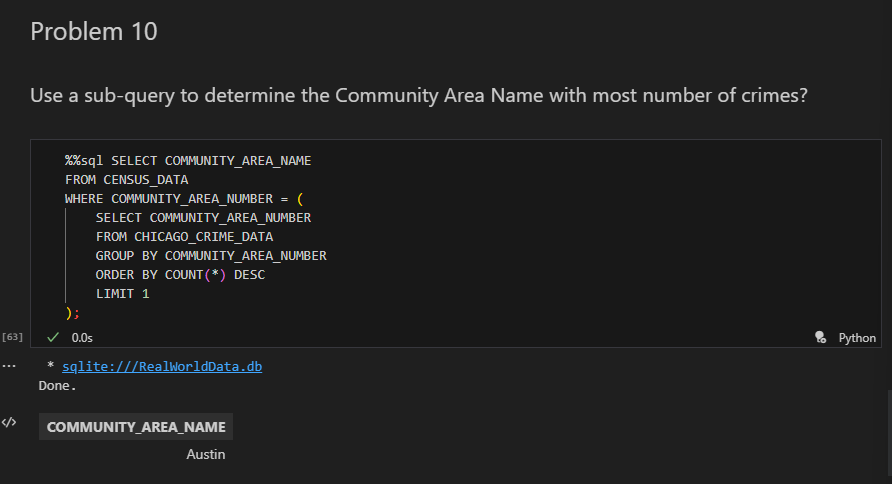 Problem 10
Use a sub-query to determine the Community Area Name with most number of crimes?
%%sql SELECT COMMUNITY_AREA_NAME
FROM CENSUS_DATA
WHERE COMMUNITY_AREA_NUMBER = (
    SELECT COMMUNITY_AREA_NUMBER
    FROM CHICAGO_CRIME_DATA
    GROUP BY COMMUNITY_AREA_NUMBER
    ORDER BY COUNT(*) DESC
    LIMIT 1
);
[63] 0.0s Python
... * sqlite:///RealWorldData.db
Done.
</> COMMUNITY_AREA_NAME
Austin